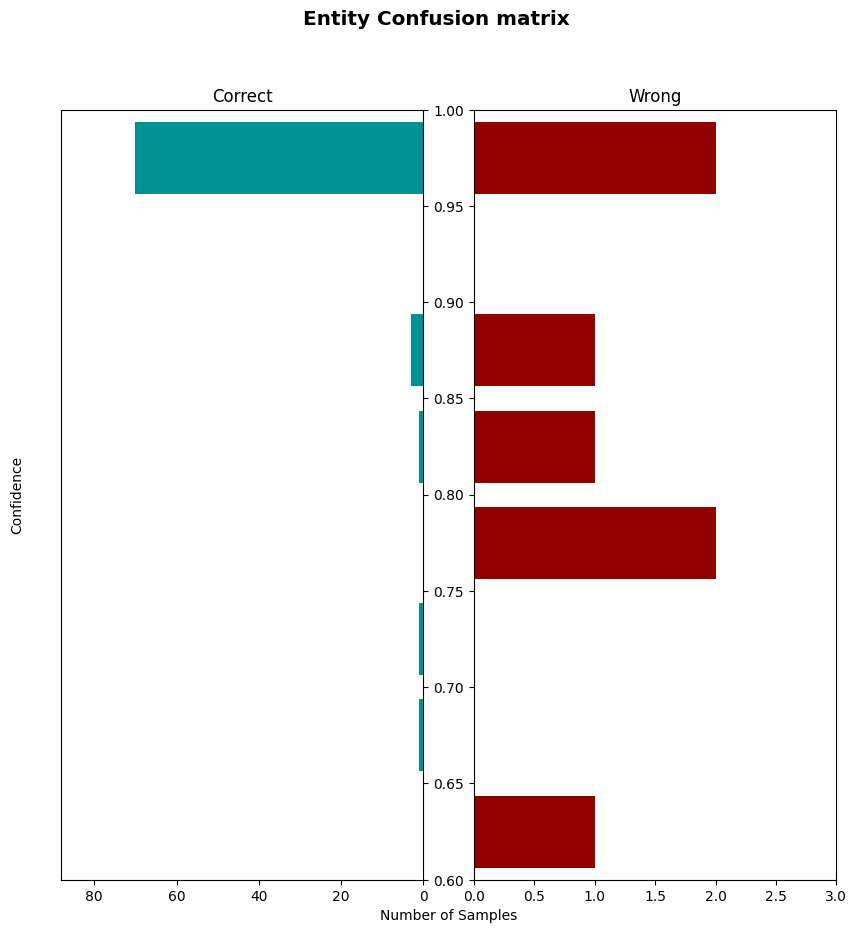 Entity Confusion matrix
Correct
Wrong
1.00
0.95
0.90
0.85
0.80
0.75
0.70
0.65
0.60
Confidence
80 60 40 20 0
0.0 0.5 1.0 1.5 2.0 2.5 3.0
Number of Samples